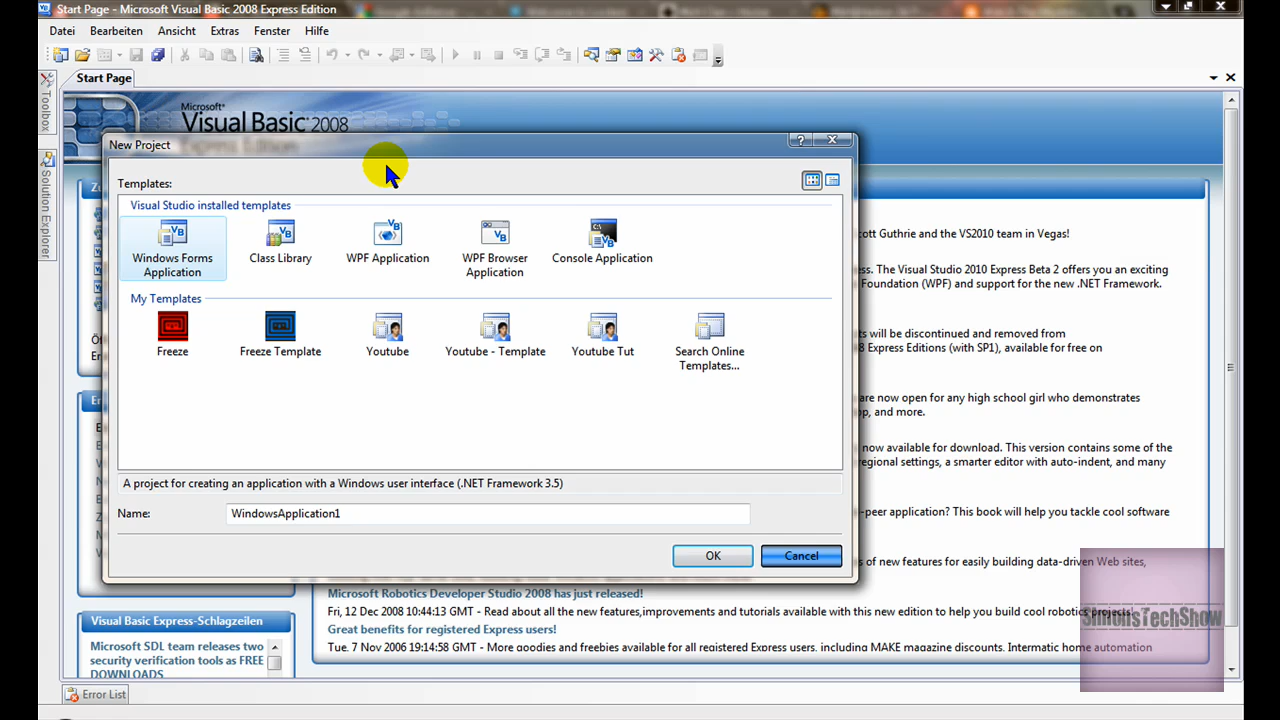 Start Page - Microsoft Visual Basic 2008 Express Edition
Datei Bearbeiten Ansicht Extras Fenster Hilfe
Start Page
Toolbox
Solution Explorer
Microsoft®
Visual Basic 2008
New Project
Templates:
Visual Studio installed templates
Windows Forms Application
Class Library
WPF Application
WPF Browser Application
Console Application
My Templates
Freeze
Freeze Template
Youtube
Youtube - Template
Youtube Tut
Search Online Templates...
A project for creating an application with a Windows user interface (.NET Framework 3.5)
Name: WindowsApplication1
OK Cancel
ott Guthrie and the VS2010 team in Vegas!
. The Visual Studio 2010 Express Beta 2 offers you an exciting
Foundation (WPF) and support for the new .NET Framework.
ts will be discontinued and removed from
8 Express Editions (with SP1), available for free on
are now open for any high school girl who demonstrates
p, and more.
now available for download. This version contains some of the
regional settings, a smarter editor with auto-indent, and many
-peer application? This book will help you tackle cool software
s of new features for easily building data-driven Web sites,
Microsoft Robotics Developer Studio 2008 has just released!
Fri, 12 Dec 2008 10:44:13 GMT - Read about all the new features,improvements and tutorials available with this new edition to help you build cool robotics projects!
Great benefits for registered Express users!
Tue, 7 Nov 2006 19:14:58 GMT - More goodies and freebies available for all registered Express users, including MAKE magazine discounts, Intermatic home automation
Visual Basic Express-Schlagzeilen
Microsoft SDL team releases two
security verification tools as FREE
DOWNLOADS
SimonsTechShow
Error List